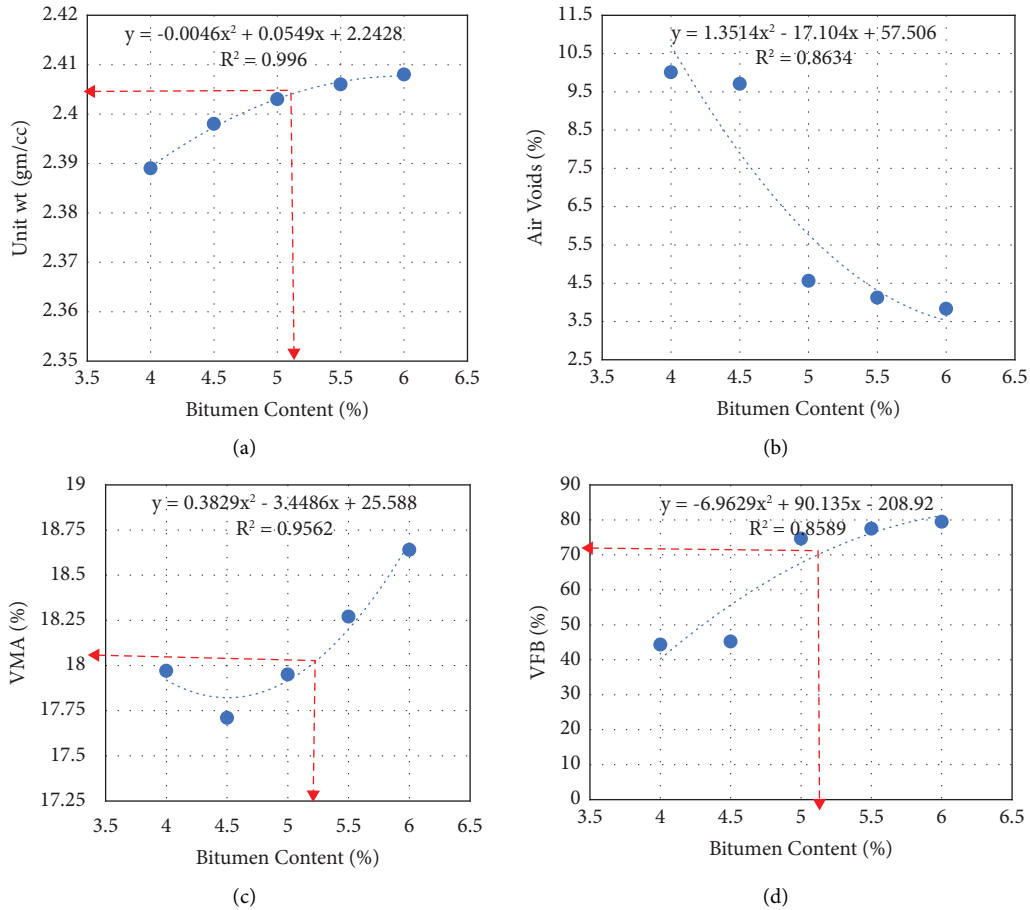 2.42
y = -0.0046x² + 0.0549x + 2.2428
R² = 0.996
2.41
2.4
2.39
2.38
2.37
2.36
2.35
Unit wt (gm/cc)
3.5 4 4.5 5 5.5 6 6.5
Bitumen Content (%)
(a)
11.5
y = 1.3514x² - 17.104x + 57.506
R² = 0.8634
10.5
9.5
8.5
7.5
6.5
5.5
4.5
3.5
2.5
Air Voids (%)
3.5 4 4.5 5 5.5 6 6.5
Bitumen Content (%)
(b)
19
y = 0.3829x² - 3.4486x + 25.588
R² = 0.9562
18.75
18.5
18.25
18
17.75
17.5
17.25
VMA (%)
3.5 4 4.5 5 5.5 6 6.5
Bitumen Content (%)
(c)
90
y = -6.9629x² + 90.135x - 208.92
R² = 0.8589
80
70
60
50
40
30
20
10
0
VFB (%)
3.5 4 4.5 5 5.5 6 6.5
Bitumen Content (%)
(d)